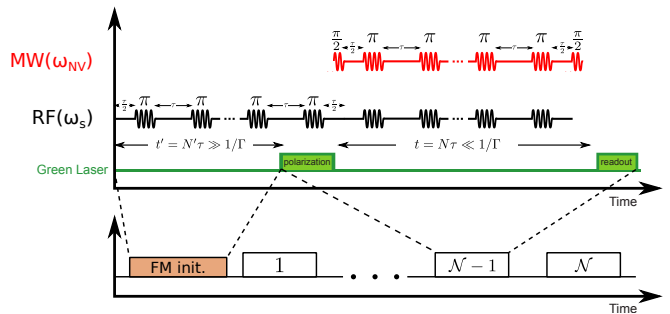 π/2 τ/2 π τ π ··· π τ π τ/2 π/2
MW(ω_NV)
τ/2 π τ π ··· π τ π τ/2
RF(ω_s)
t′ = N′τ ≫ 1/Γ t = Nτ ≪ 1/Γ
Green Laser polarization readout
Time
FM init. 1 • • • 𝒩 − 1 𝒩
Time